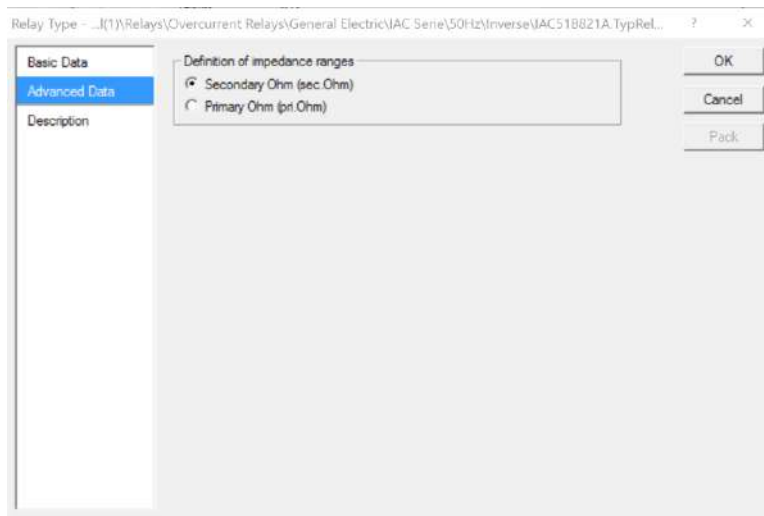 Relay Type - ...l(1)\Relays\Overcurrent Relays\General Electric\IAC Serie\50Hz\Inverse\IAC51B821A.TypRel... ? ×
Basic Data
Advanced Data
Description
Definition of impedance ranges
Secondary Ohm (sec.Ohm)
Primary Ohm (pri.Ohm)
OK
Cancel
Pack